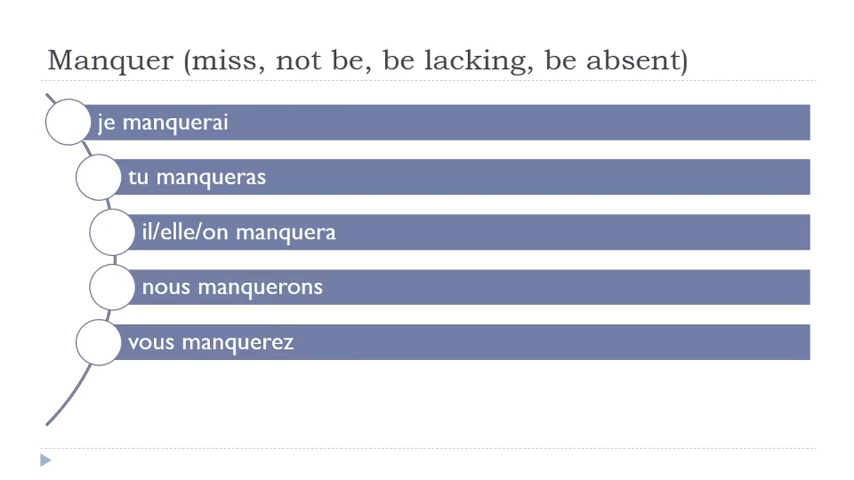 Manquer (miss, not be, be lacking, be absent)
je manquerai
tu manqueras
il/elle/on manquera
nous manquerons
vous manquerez